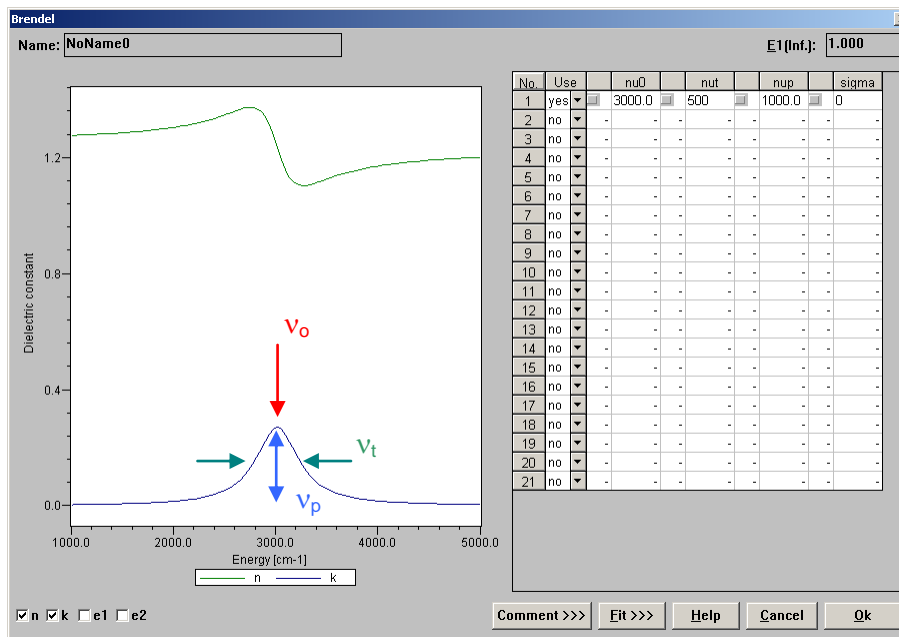 Brendel
Name: NoName0
E1(Inf.): 1.000
No. Use nu0 nut nup sigma
1 yes 3000.0 500 1000.0 0
2 no - - - - - - - -
3 no - - - - - - - -
4 no - - - - - - - -
5 no - - - - - - - -
6 no - - - - - - - -
7 no - - - - - - - -
8 no - - - - - - - -
9 no - - - - - - - -
10 no - - - - - - - -
11 no - - - - - - - -
12 no - - - - - - - -
13 no - - - - - - - -
14 no - - - - - - - -
15 no - - - - - - - -
16 no - - - - - - - -
17 no - - - - - - - -
18 no - - - - - - - -
19 no - - - - - - - -
20 no - - - - - - - -
21 no - - - - - - - -
Dielectric constant
1.2
0.8
0.4
0.0
νo
νt
νp
1000.0 2000.0 3000.0 4000.0 5000.0
Energy [cm-1]
n k
n k e1 e2
Comment >>> Fit >>> Help Cancel Ok